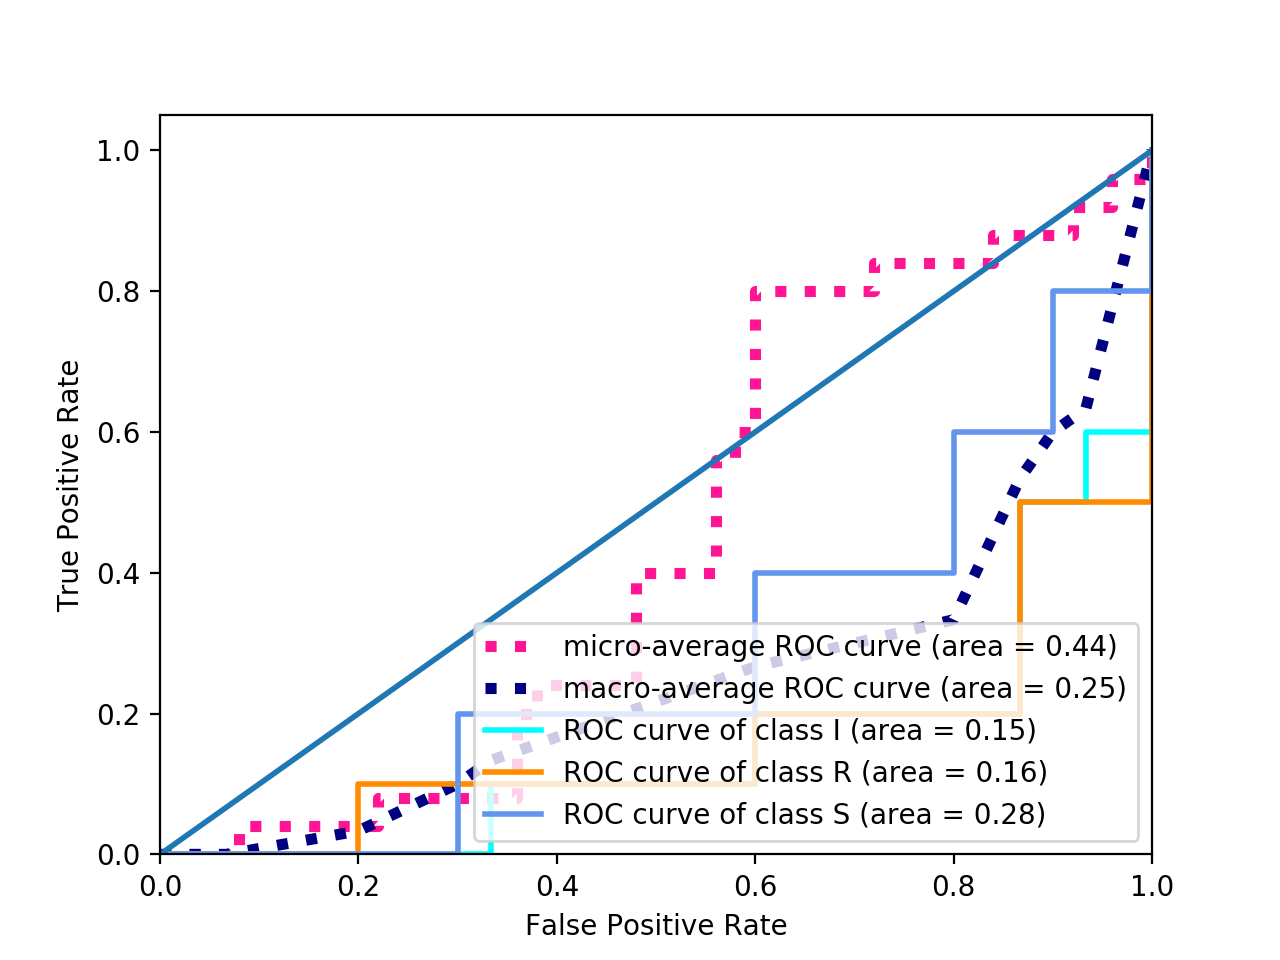 1.0
0.8
0.6
0.4
0.2
0.0
True Positive Rate
micro-average ROC curve (area = 0.44)
macro-average ROC curve (area = 0.25)
ROC curve of class I (area = 0.15)
ROC curve of class R (area = 0.16)
ROC curve of class S (area = 0.28)
0.0 0.2 0.4 0.6 0.8 1.0
False Positive Rate